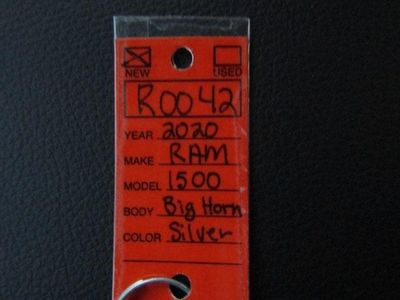 NEW USED
R0042
YEAR 2020
MAKE RAM
MODEL 1500
BODY Big Horn
COLOR Silver